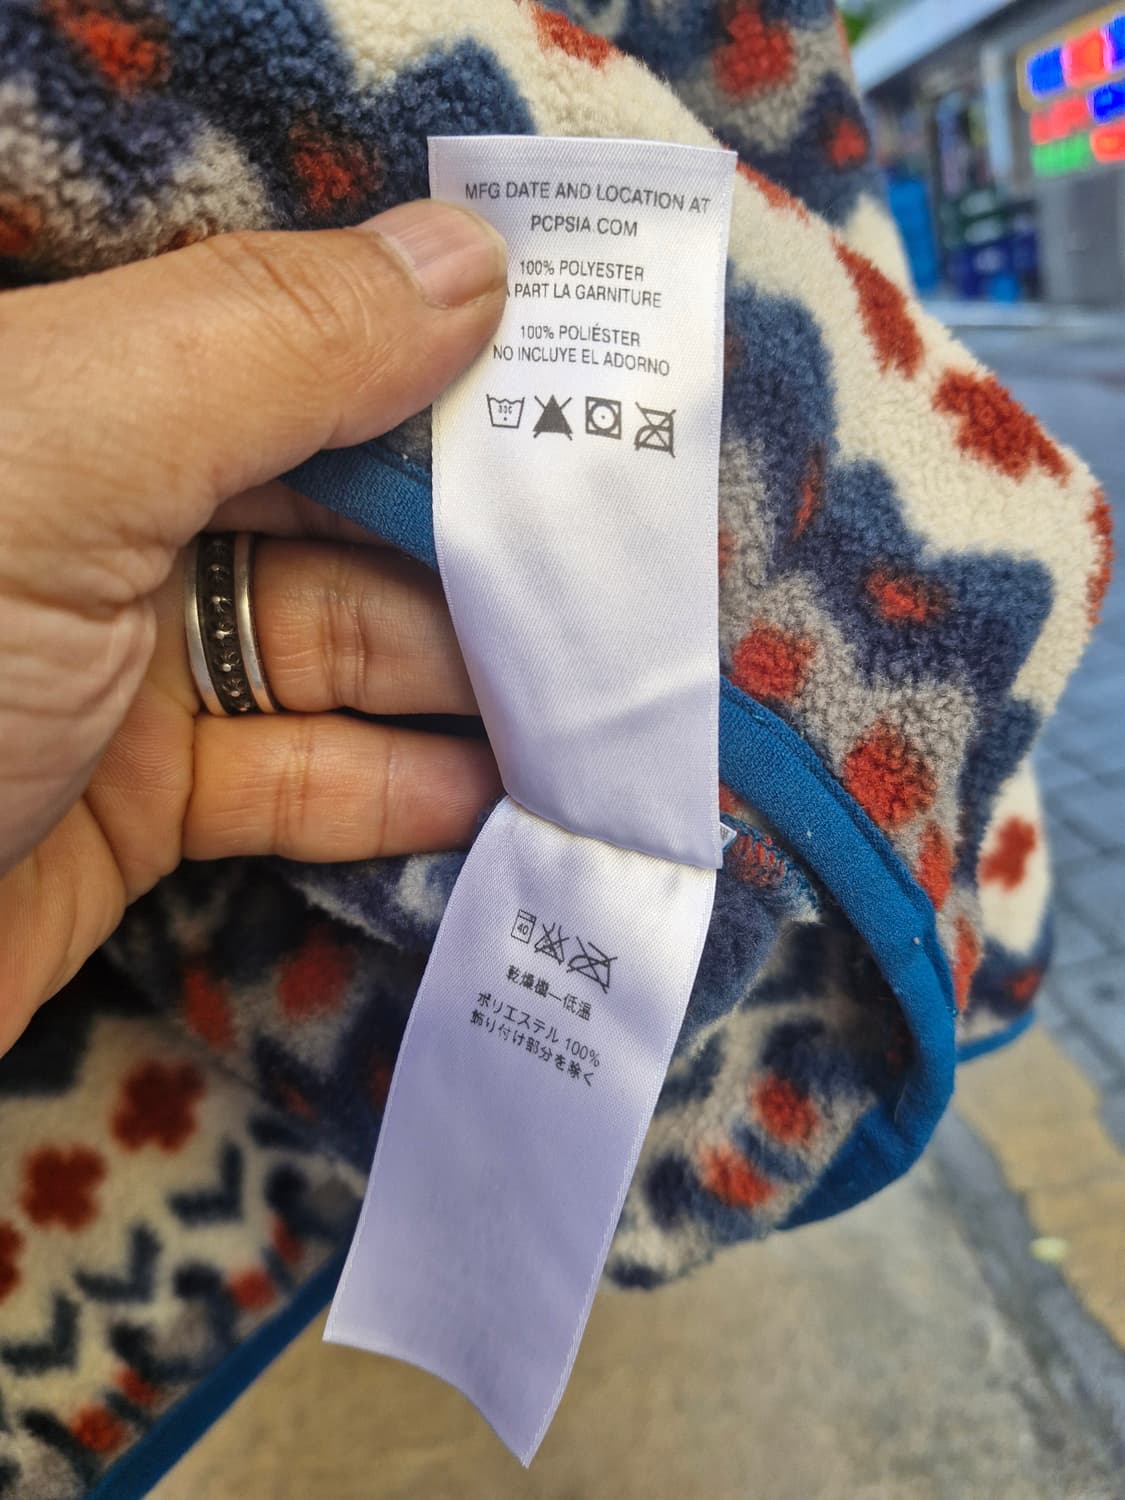 MFG DATE AND LOCATION AT
PCPSIA.COM
100% POLYESTER
PART LA GARNITURE
100% POLIÉSTER
NO INCLUYE EL ADORNO
40
乾燥機—低温
ポリエステル 100%
飾り付け部分を除く